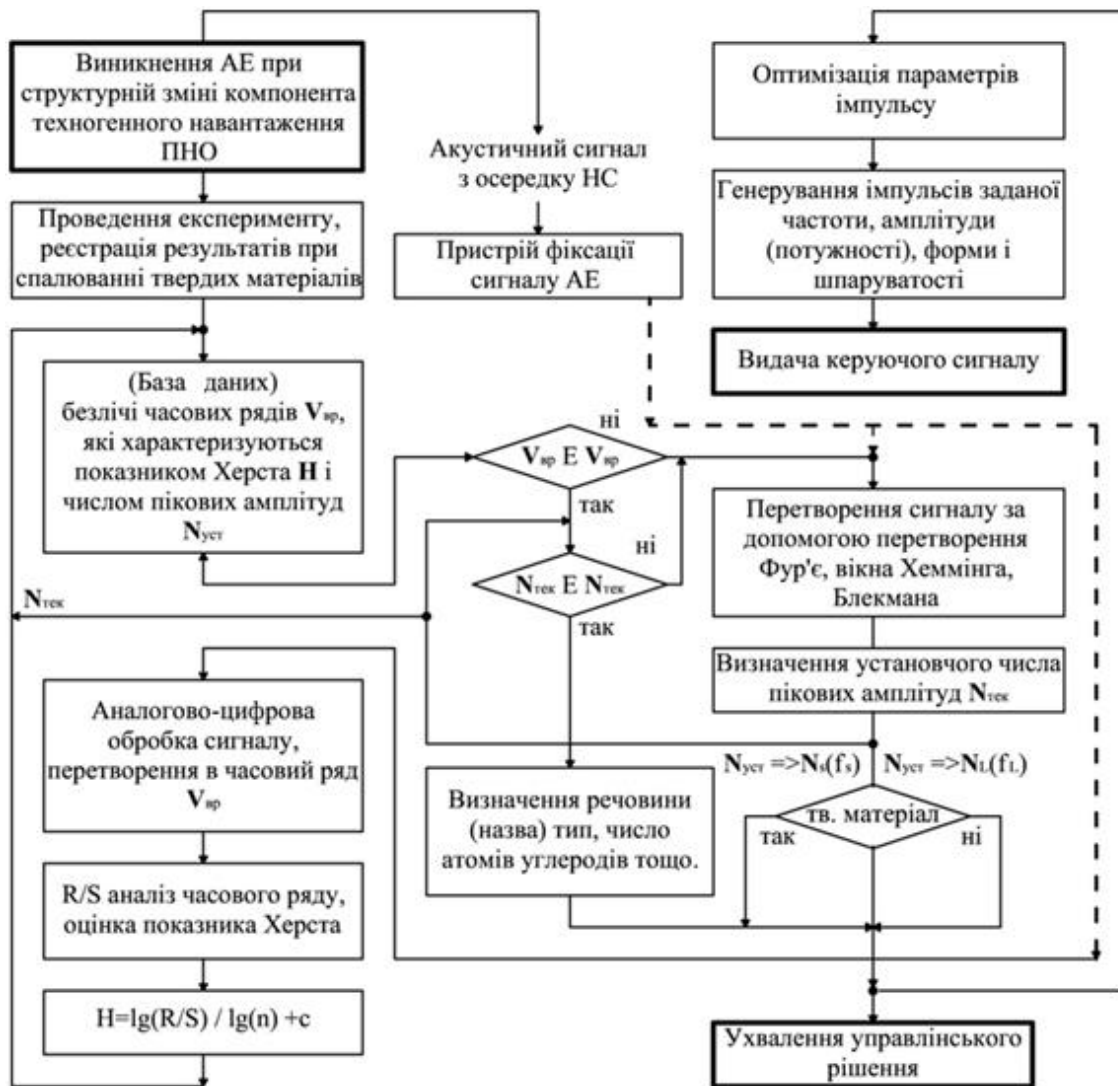 Виникнення АЕ при
структурній зміні компонента
техногенного навантаження
ПНО
Проведення експерименту,
реєстрація результатів при
спалюванні твердих матеріалів
(База даних)
безлічі часових рядів Vвр,
які характеризуються
показником Херста H і
числом пікових амплітуд
Nуст
Nтек
Аналогово-цифрова
обробка сигналу,
перетворення в часовий ряд
Vвр
R/S аналіз часового ряду,
оцінка показника Херста
H=lg(R/S) / lg(n) +c
Акустичний сигнал
з осередку НС
Пристрій фіксації
сигналу АЕ
ні
Vвр Е Vвр
так
ні
Nтек Е Nтек
так
Визначення речовини
(назва) тип, число
атомів углеродів тощо.
Оптимізація параметрів
імпульсу
Генерування імпульсів заданої
частоти, амплітуди
(потужності), форми і
шпаруватості
Видача керуючого сигналу
Перетворення сигналу за
допомогою перетворення
Фур'є, вікна Хеммінга,
Блекмана
Визначення установчого числа
пікових амплітуд Nтек
Nуст =>Ns(fs) Nуст =>NL(fL)
тв. матеріал
так ні
Ухвалення управлінського
рішення